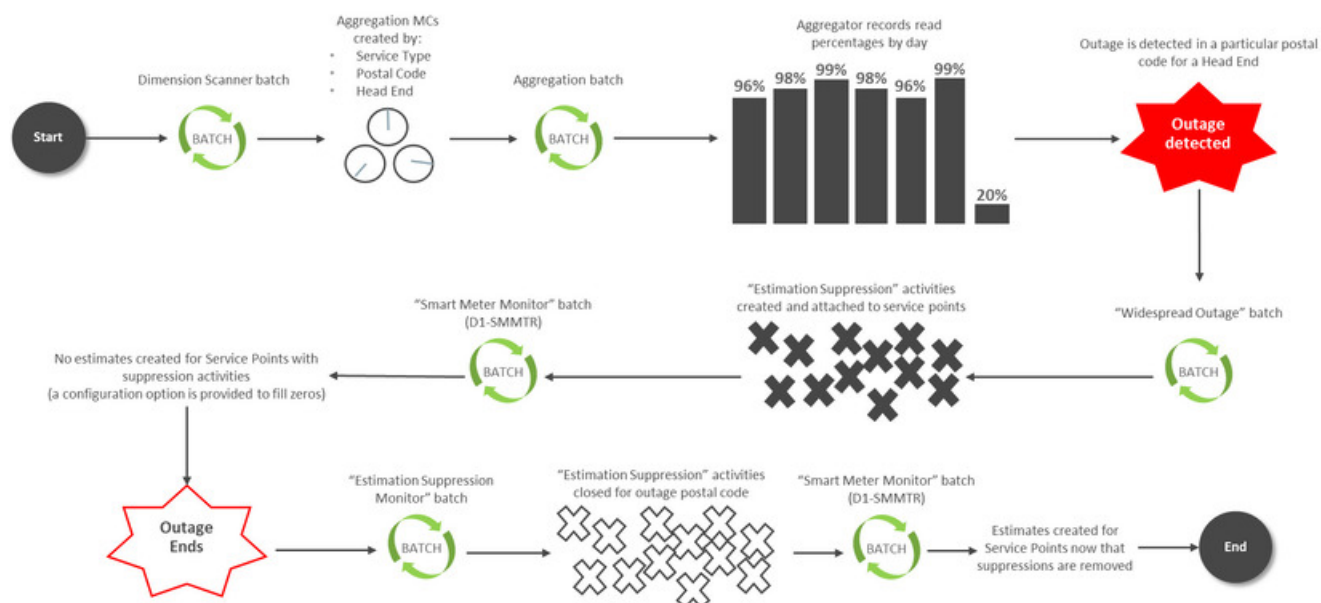 Start
Dimension Scanner batch
BATCH
Aggregation MCs
created by:
• Service Type
• Postal Code
• Head End
Aggregation batch
BATCH
Aggregator records read
percentages by day
96%
98%
99%
98%
96%
99%
20%
Outage is detected in a particular postal
code for a Head End
Outage
detected
"Widespread Outage" batch
BATCH
"Estimation Suppression" activities
created and attached to service points
"Smart Meter Monitor" batch
(D1-SMMTR)
BATCH
No estimates created for Service Points with
suppression activities
(a configuration option is provided to fill zeros)
Outage
Ends
"Estimation Suppression
Monitor" batch
BATCH
"Estimation Suppression" activities
closed for outage postal code
"Smart Meter Monitor" batch
(D1-SMMTR)
BATCH
Estimates created for
Service Points now that
suppressions are removed
End